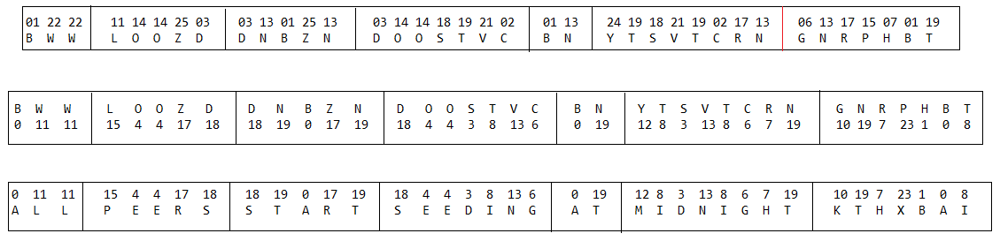 01 22 22 11 14 14 25 03 03 13 01 25 13 03 14 14 18 19 21 02 01 13 24 19 18 21 19 02 17 13 06 13 17 15 07 01 19
B W W L O O Z D D N B Z N D O O S T V C B N Y T S V T C R N G N R P H B T
B W W L O O Z D D N B Z N D O O S T V C B N Y T S V T C R N G N R P H B T
0 11 11 15 4 4 17 18 18 19 0 17 19 18 4 4 3 8 13 6 0 19 12 8 3 13 8 6 7 19 10 19 7 23 1 0 8
0 11 11 15 4 4 17 18 18 19 0 17 19 18 4 4 3 8 13 6 0 19 12 8 3 13 8 6 7 19 10 19 7 23 1 0 8
A L L P E E R S S T A R T S E E D I N G A T M I D N I G H T K T H X B A I